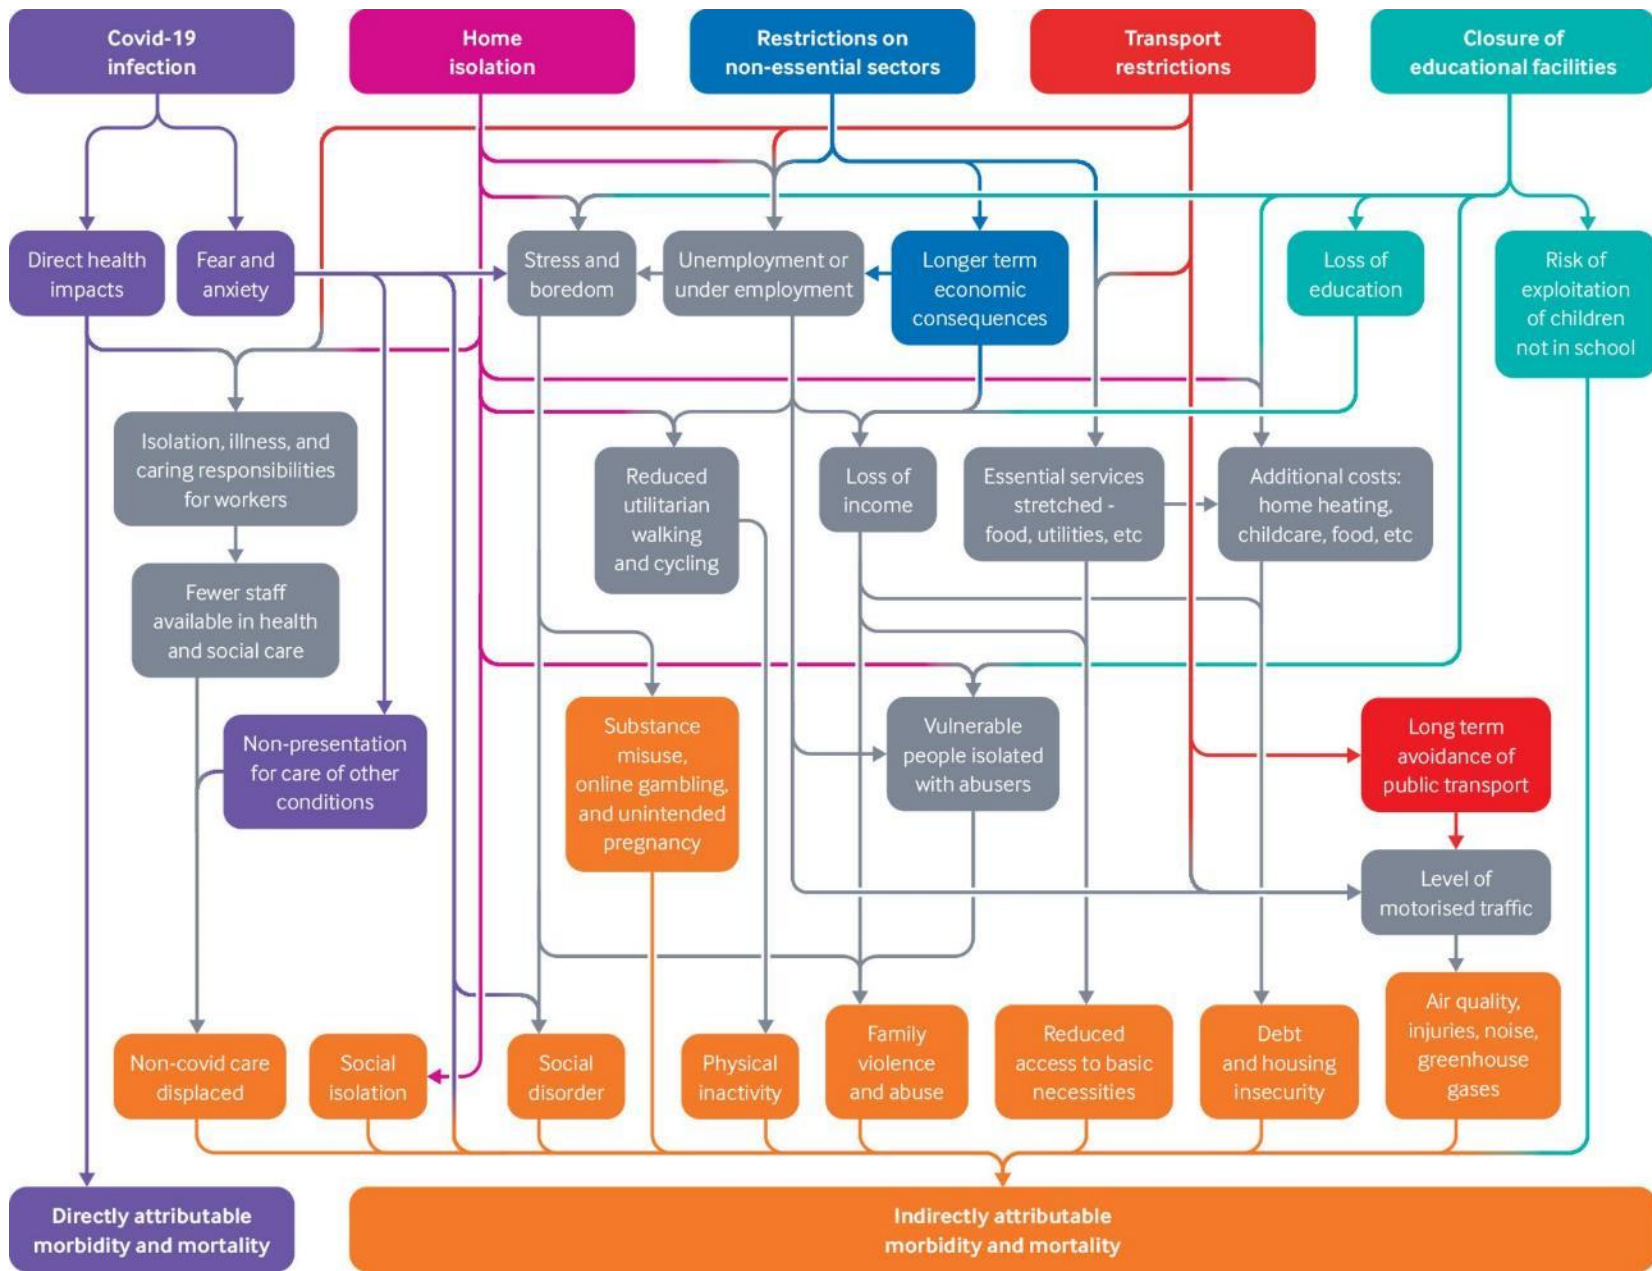 Covid-19
infection
Home
isolation
Restrictions on
non-essential sectors
Transport
restrictions
Closure of
educational facilities
Direct health
impacts
Fear and
anxiety
Stress and
boredom
Unemployment or
under employment
Longer term
economic
consequences
Loss of
education
Risk of
exploitation
of children
not in school
Isolation, illness, and
caring responsibilities
for workers
Reduced
utilitarian
walking
and cycling
Loss of
income
Essential services
stretched -
food, utilities, etc
Additional costs:
home heating,
childcare, food, etc
Fewer staff
available in health
and social care
Non-presentation
for care of other
conditions
Substance
misuse,
online gambling,
and unintended
pregnancy
Vulnerable
people isolated
with abusers
Long term
avoidance of
public transport
Level of
motorised traffic
Non-covid care
displaced
Social
isolation
Social
disorder
Physical
inactivity
Family
violence
and abuse
Reduced
access to basic
necessities
Debt
and housing
insecurity
Air quality,
injuries, noise,
greenhouse
gases
Directly attributable
morbidity and mortality
Indirectly attributable
morbidity and mortality